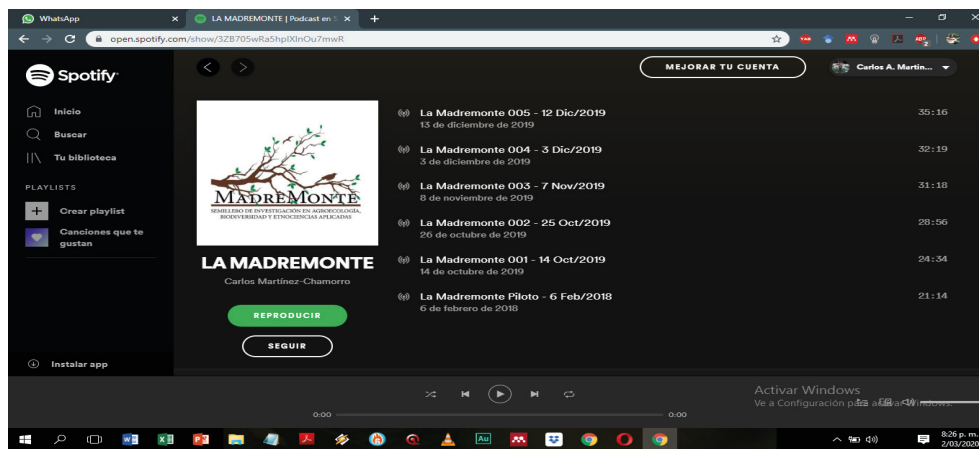 WhatsApp
LA MADREMONTE | Podcast en S
open.spotify.com/show/3ZB705wRa5hpIXInOu7mwR
Spotify
MEJORAR TU CUENTA
Carlos A. Martín...
Inicio
Buscar
Tu biblioteca
PLAYLISTS
Crear playlist
Canciones que te
gustan
Instalar app
MADREMONTE
SEMILLERO DE INVESTIGACIÓN EN AGROECOLOGÍA,
BIODIVERSIDAD Y ETNOCIENCIAS APLICADAS
LA MADREMONTE
Carlos Martínez-Chamorro
REPRODUCIR
SEGUIR
La Madremonte 005 - 12 Dic/2019 35:16
13 de diciembre de 2019
La Madremonte 004 - 3 Dic/2019 32:19
3 de diciembre de 2019
La Madremonte 003 - 7 Nov/2019 31:18
8 de noviembre de 2019
La Madremonte 002 - 25 Oct/2019 28:56
26 de octubre de 2019
La Madremonte 001 - 14 Oct/2019 24:34
14 de octubre de 2019
La Madremonte Piloto - 6 Feb/2018 21:14
6 de febrero de 2018
0:00 0:00
Activar Windows
Ve a Configuración para activar Windows.
Au
8:26 p. m.
2/03/2020